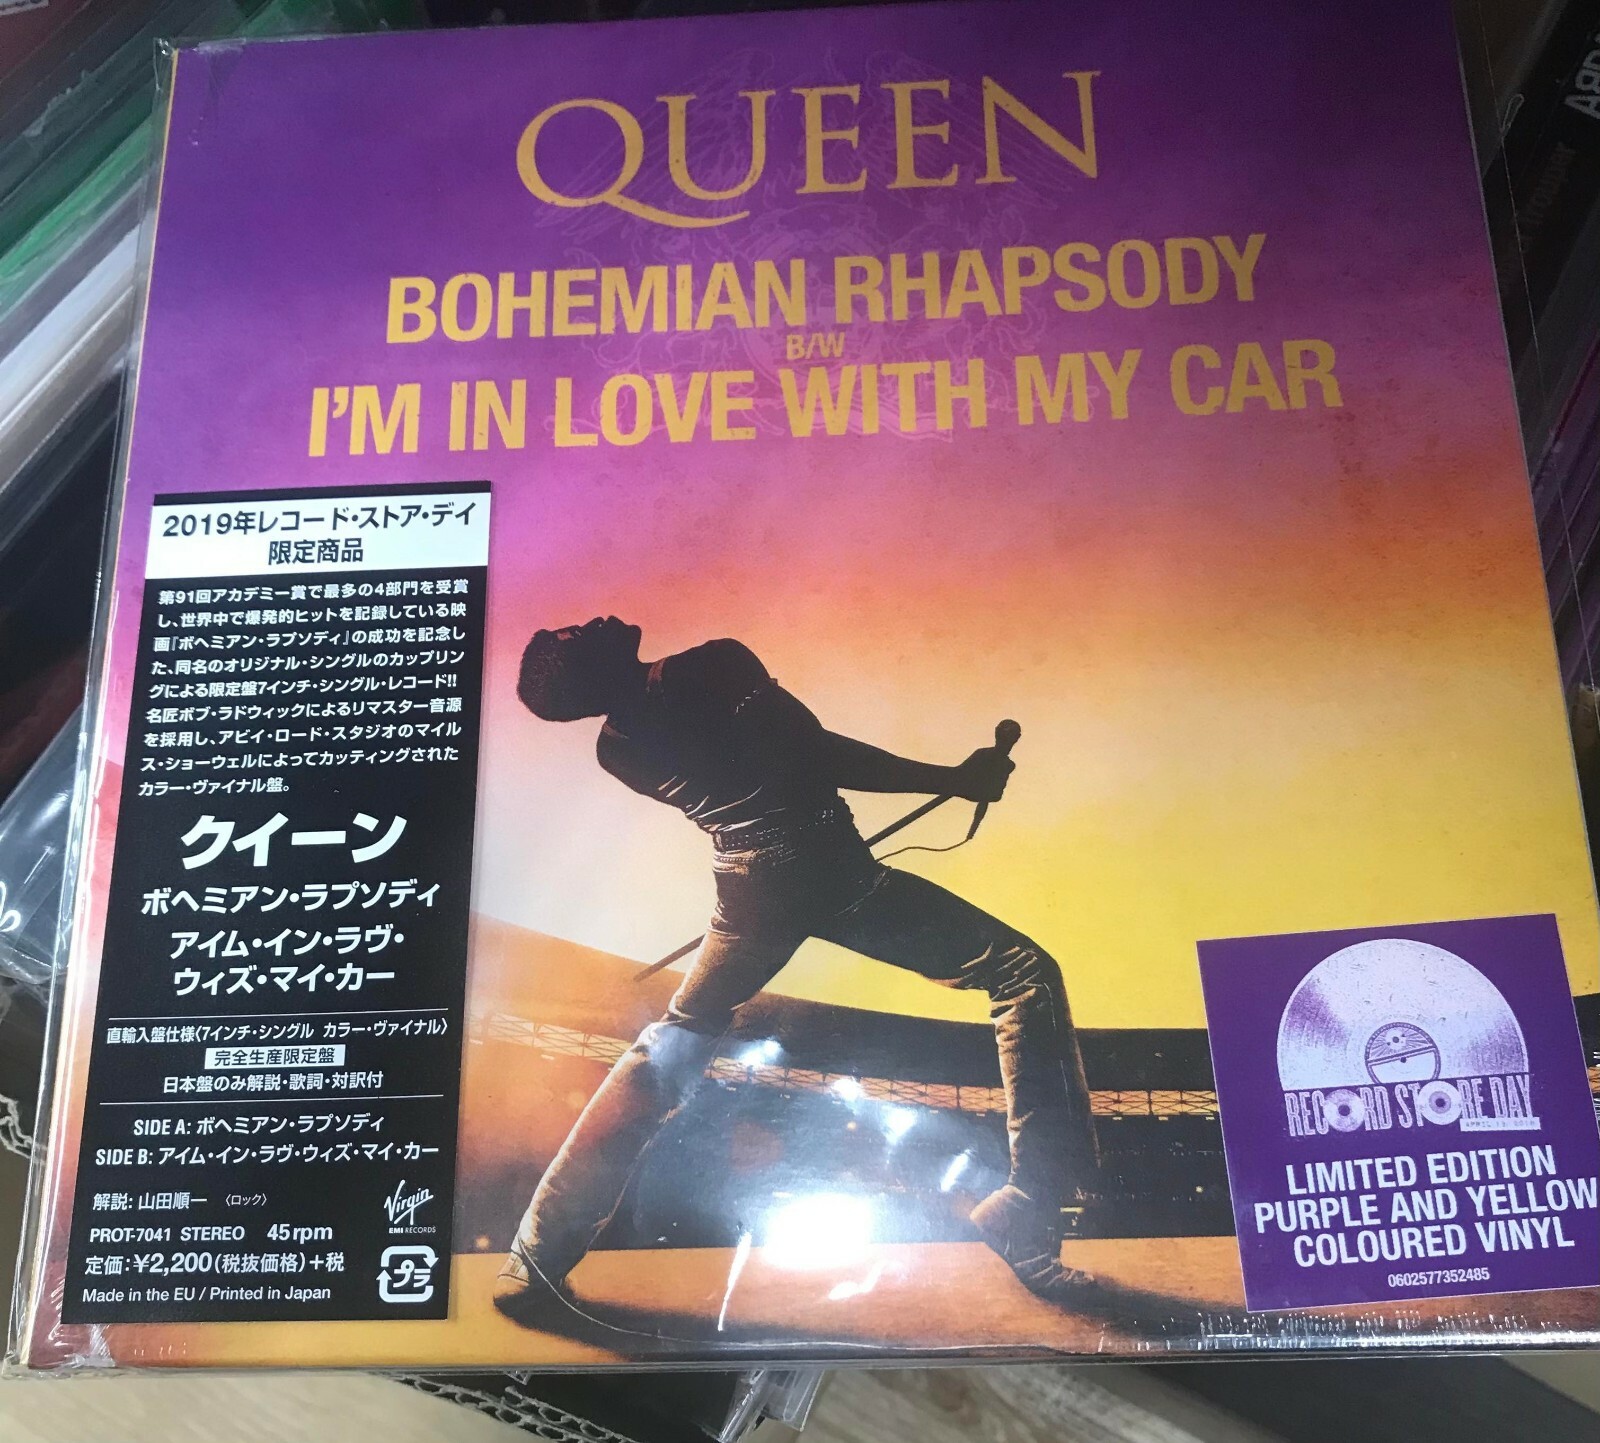 QUEEN
BOHEMIAN RHAPSODY
B/W
I'M IN LOVE WITH MY CAR
2019年レコード・ストア・デイ
限定商品
第91回アカデミー賞で最多の4部門を受賞
し、世界中で爆発的ヒットを記録している映
画『ボヘミアン・ラプソディ』の成功を記念し
た、同名のオリジナル・シングルのカップリン
グによる限定盤7インチ・シングル・レコード!!
名匠ボブ・ラドウィックによるリマスター音源
を採用し、アビイ・ロード・スタジオのマイル
ス・ショーウェルによってカッティングされた
カラー・ヴァイナル盤。
クイーン
ボヘミアン・ラプソディ
アイム・イン・ラヴ・
ウィズ・マイ・カー
直輸入盤仕様〈7インチ・シングル カラー・ヴァイナル〉
完全生産限定盤
日本盤のみ解説・歌詞・対訳付
SIDE A: ボヘミアン・ラプソディ
SIDE B: アイム・イン・ラヴ・ウィズ・マイ・カー
解説: 山田順一 〈ロック〉
Virgin
EMI RECORDS
PROT-7041 STEREO 45rpm
定価:¥2,200(税抜価格)+税
プラ
Made in the EU / Printed in Japan
RECORD STORE DAY
LIMITED EDITION
PURPLE AND YELLOW
COLOURED VINYL
0602577352485